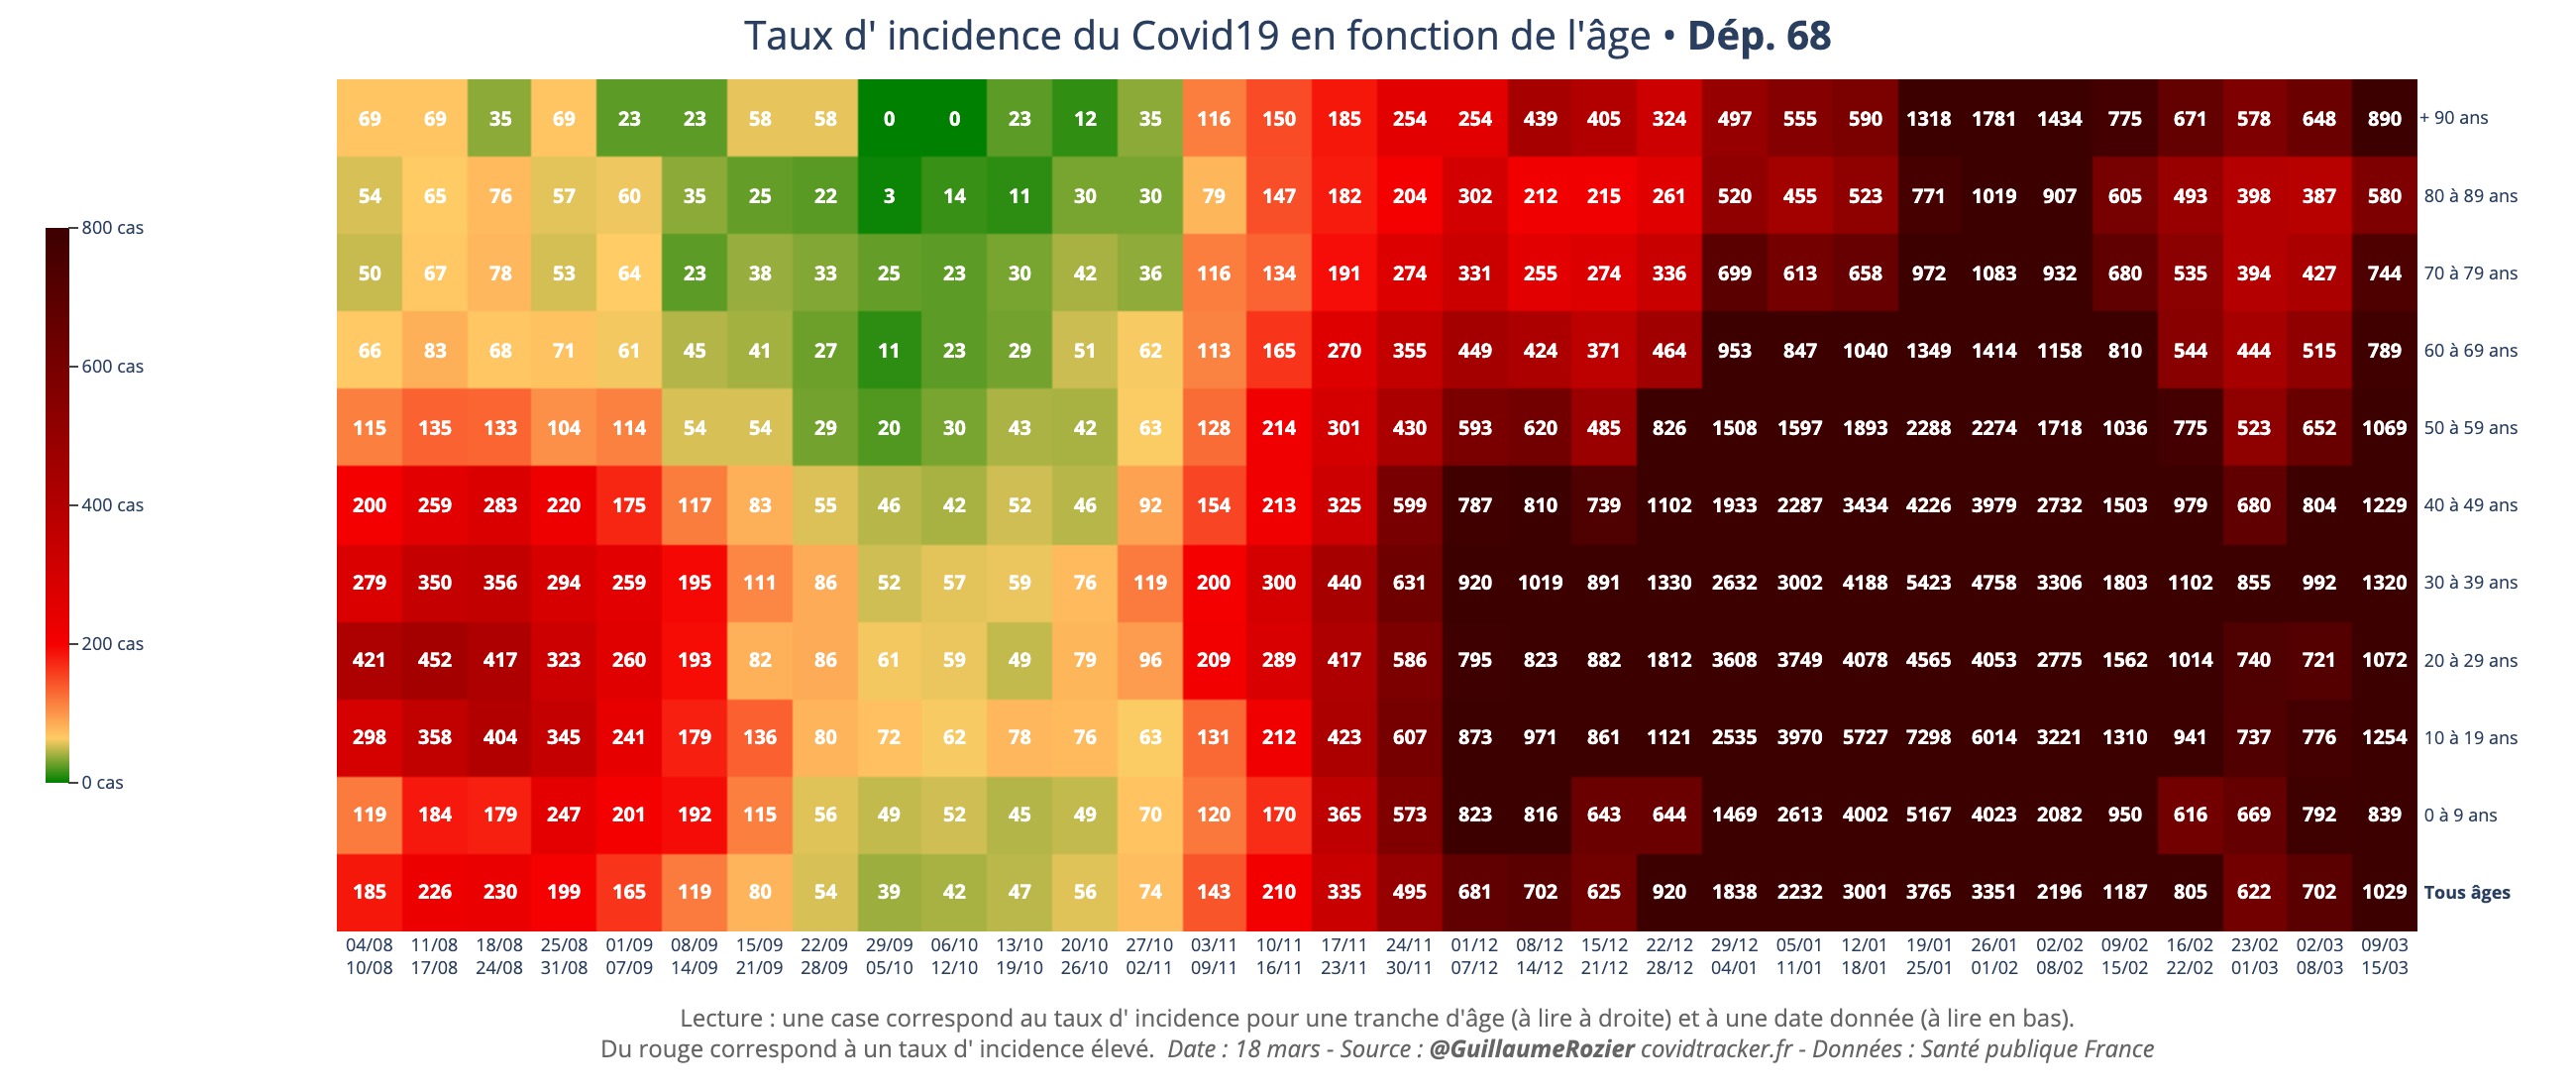 Taux d' incidence du Covid19 en fonction de l'âge • Dép. 68
800 cas
600 cas
400 cas
200 cas
0 cas
69 69 35 69 23 23 58 58 0 0 23 12 35 116 150 185 254 254 439 405 324 497 555 590 1318 1781 1434 775 671 578 648 890 + 90 ans
54 65 76 57 60 35 25 22 3 14 11 30 30 79 147 182 204 302 212 215 261 520 455 523 771 1019 907 605 493 398 387 580 80 à 89 ans
50 67 78 53 64 23 38 33 25 23 30 42 36 116 134 191 274 331 255 274 336 699 613 658 972 1083 932 680 535 394 427 744 70 à 79 ans
66 83 68 71 61 45 41 27 11 23 29 51 62 113 165 270 355 449 424 371 464 953 847 1040 1349 1414 1158 810 544 444 515 789 60 à 69 ans
115 135 133 104 114 54 54 29 20 30 43 42 63 128 214 301 430 593 620 485 826 1508 1597 1893 2288 2274 1718 1036 775 523 652 1069 50 à 59 ans
200 259 283 220 175 117 83 55 46 42 52 46 92 154 213 325 599 787 810 739 1102 1933 2287 3434 4226 3979 2732 1503 979 680 804 1229 40 à 49 ans
279 350 356 294 259 195 111 86 52 57 59 76 119 200 300 440 631 920 1019 891 1330 2632 3002 4188 5423 4758 3306 1803 1102 855 992 1320 30 à 39 ans
421 452 417 323 260 193 82 86 61 59 49 79 96 209 289 417 586 795 823 882 1812 3608 3749 4078 4565 4053 2775 1562 1014 740 721 1072 20 à 29 ans
298 358 404 345 241 179 136 80 72 62 78 76 63 131 212 423 607 873 971 861 1121 2535 3970 5727 7298 6014 3221 1310 941 737 776 1254 10 à 19 ans
119 184 179 247 201 192 115 56 49 52 45 49 70 120 170 365 573 823 816 643 644 1469 2613 4002 5167 4023 2082 950 616 669 792 839 0 à 9 ans
185 226 230 199 165 119 80 54 39 42 47 56 74 143 210 335 495 681 702 625 920 1838 2232 3001 3765 3351 2196 1187 805 622 702 1029 Tous âges
04/08 11/08 18/08 25/08 01/09 08/09 15/09 22/09 29/09 06/10 13/10 20/10 27/10 03/11 10/11 17/11 24/11 01/12 08/12 15/12 22/12 29/12 05/01 12/01 19/01 26/01 02/02 09/02 16/02 23/02 02/03 09/03
10/08 17/08 24/08 31/08 07/09 14/09 21/09 28/09 05/10 12/10 19/10 26/10 02/11 09/11 16/11 23/11 30/11 07/12 14/12 21/12 28/12 04/01 11/01 18/01 25/01 01/02 08/02 15/02 22/02 01/03 08/03 15/03
Lecture : une case correspond au taux d' incidence pour une tranche d'âge (à lire à droite) et à une date donnée (à lire en bas).
Du rouge correspond à un taux d' incidence élevé. Date : 18 mars - Source : @GuillaumeRozier covidtracker.fr - Données : Santé publique France